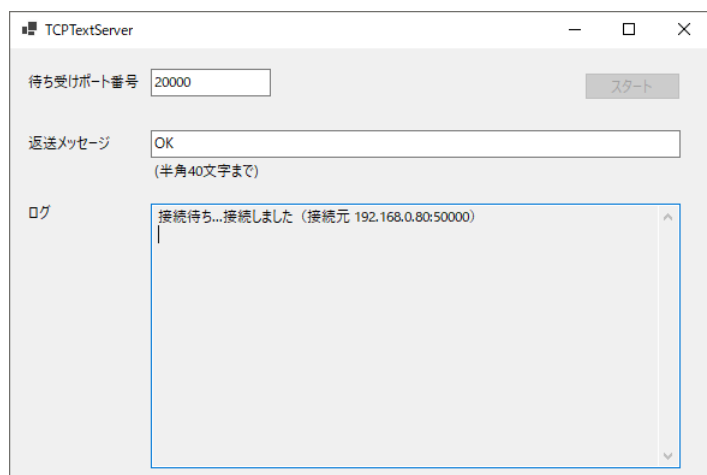 TCPTextServer
待ち受けポート番号 20000 スタート
返送メッセージ OK
(半角40文字まで)
ログ 接続待ち...接続しました（接続元 192.168.0.80:50000）